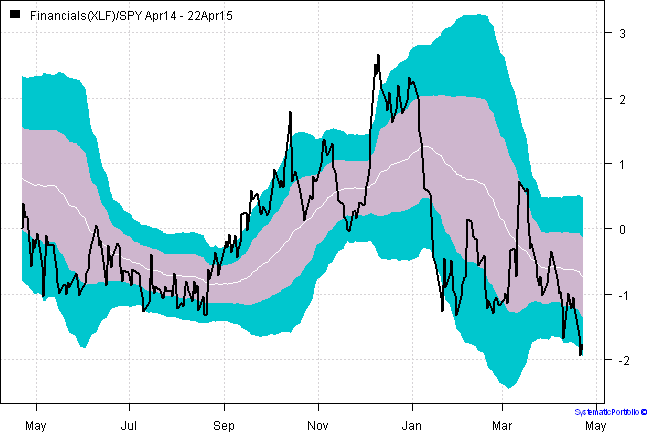 Financials(XLF)/SPY Apr14 - 22Apr15
3
2
1
0
-1
-2
May Jul Sep Nov Jan Mar May
SystematicPortfolio ©